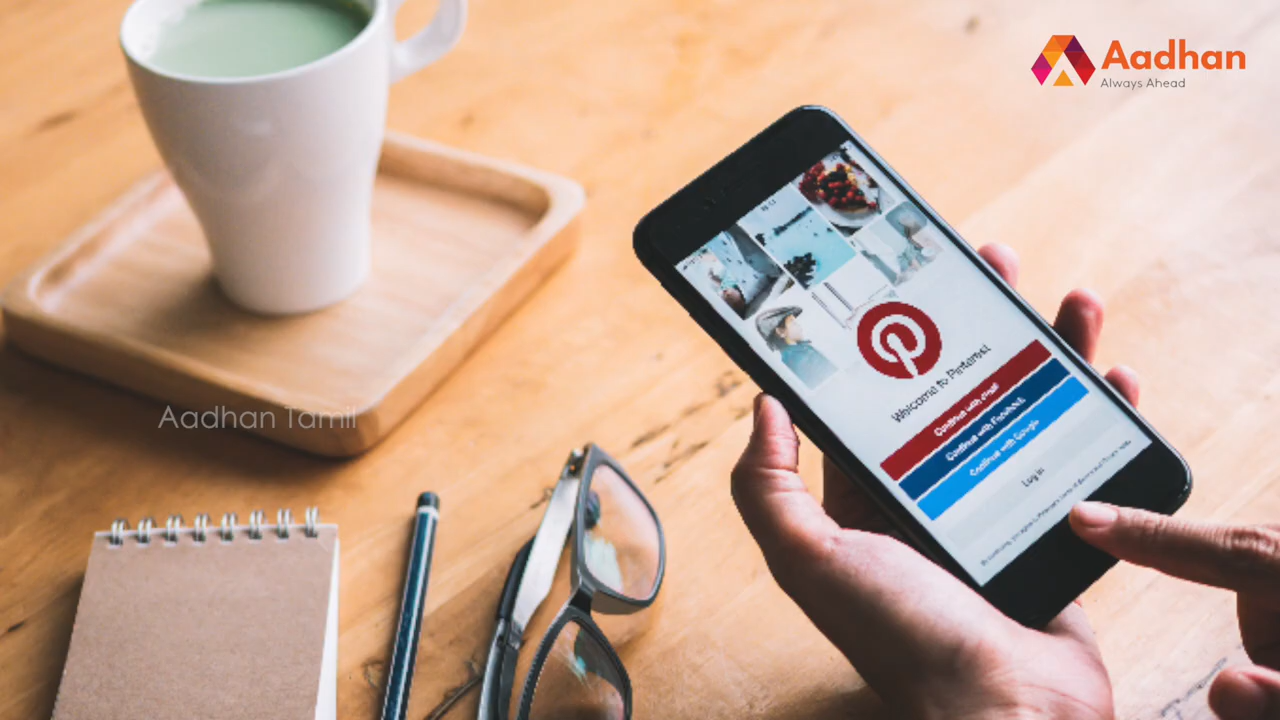 Aadhan
Always Ahead
Aadhan Tamil
Welcome to Pinterest
Continue with email
Continue with Facebook
Continue with Google
Log in